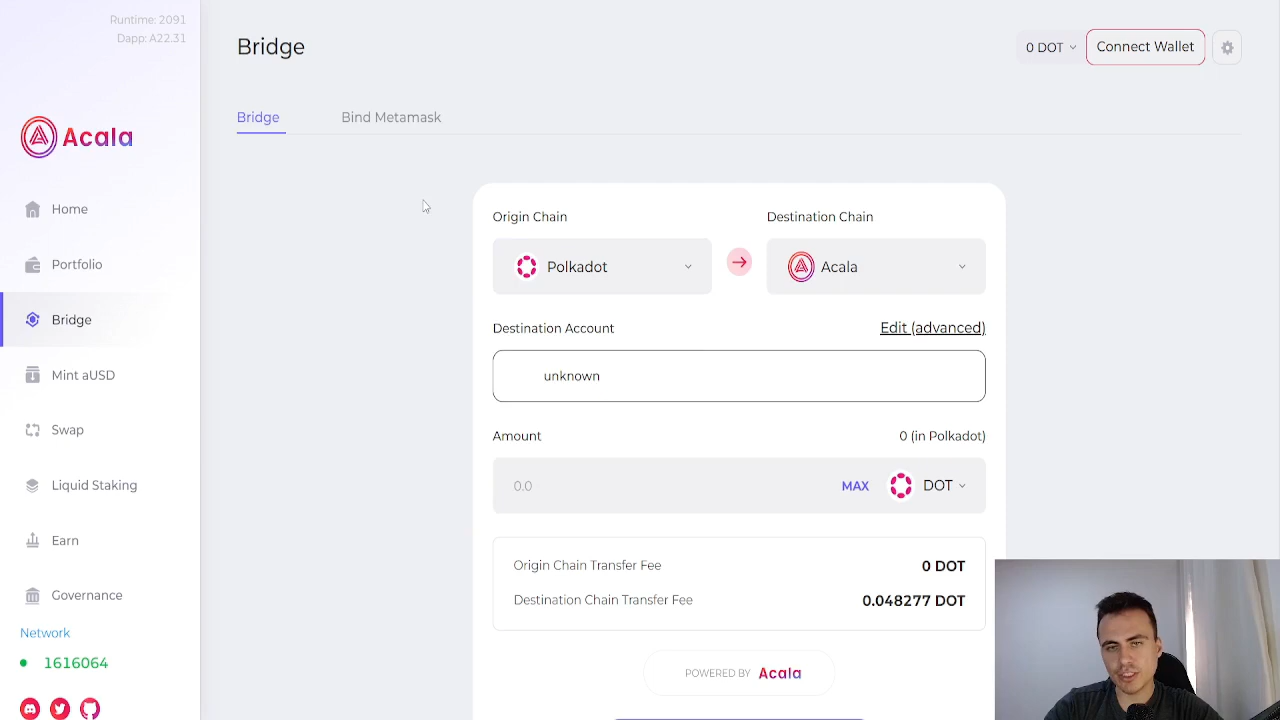 Runtime: 2091
Dapp: A22.31
Acala
Home
Portfolio
Bridge
Mint aUSD
Swap
Liquid Staking
Earn
Governance
Network
1616064
Bridge
0 DOT
Connect Wallet
Bridge
Bind Metamask
Origin Chain
Destination Chain
Polkadot
Acala
Destination Account
Edit (advanced)
unknown
Amount
0 (in Polkadot)
0.0
MAX
DOT
Origin Chain Transfer Fee
0 DOT
Destination Chain Transfer Fee
0.048277 DOT
POWERED BY Acala